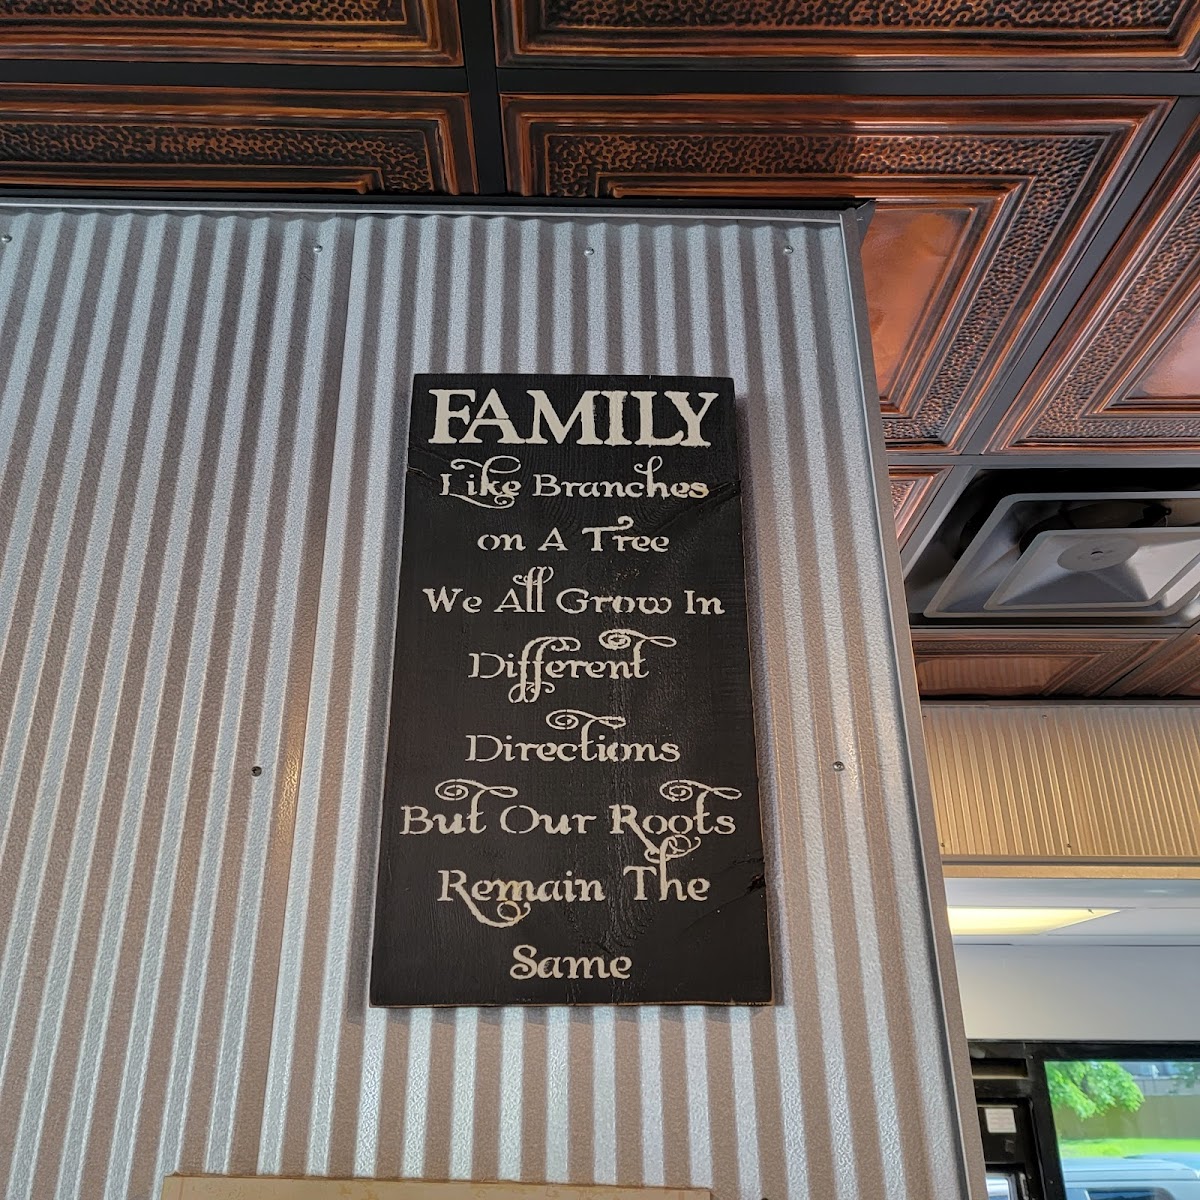 FAMILY
Like Branches
on A Tree
We All Grow In
Different
Directions
But Our Roots
Remain The
Same